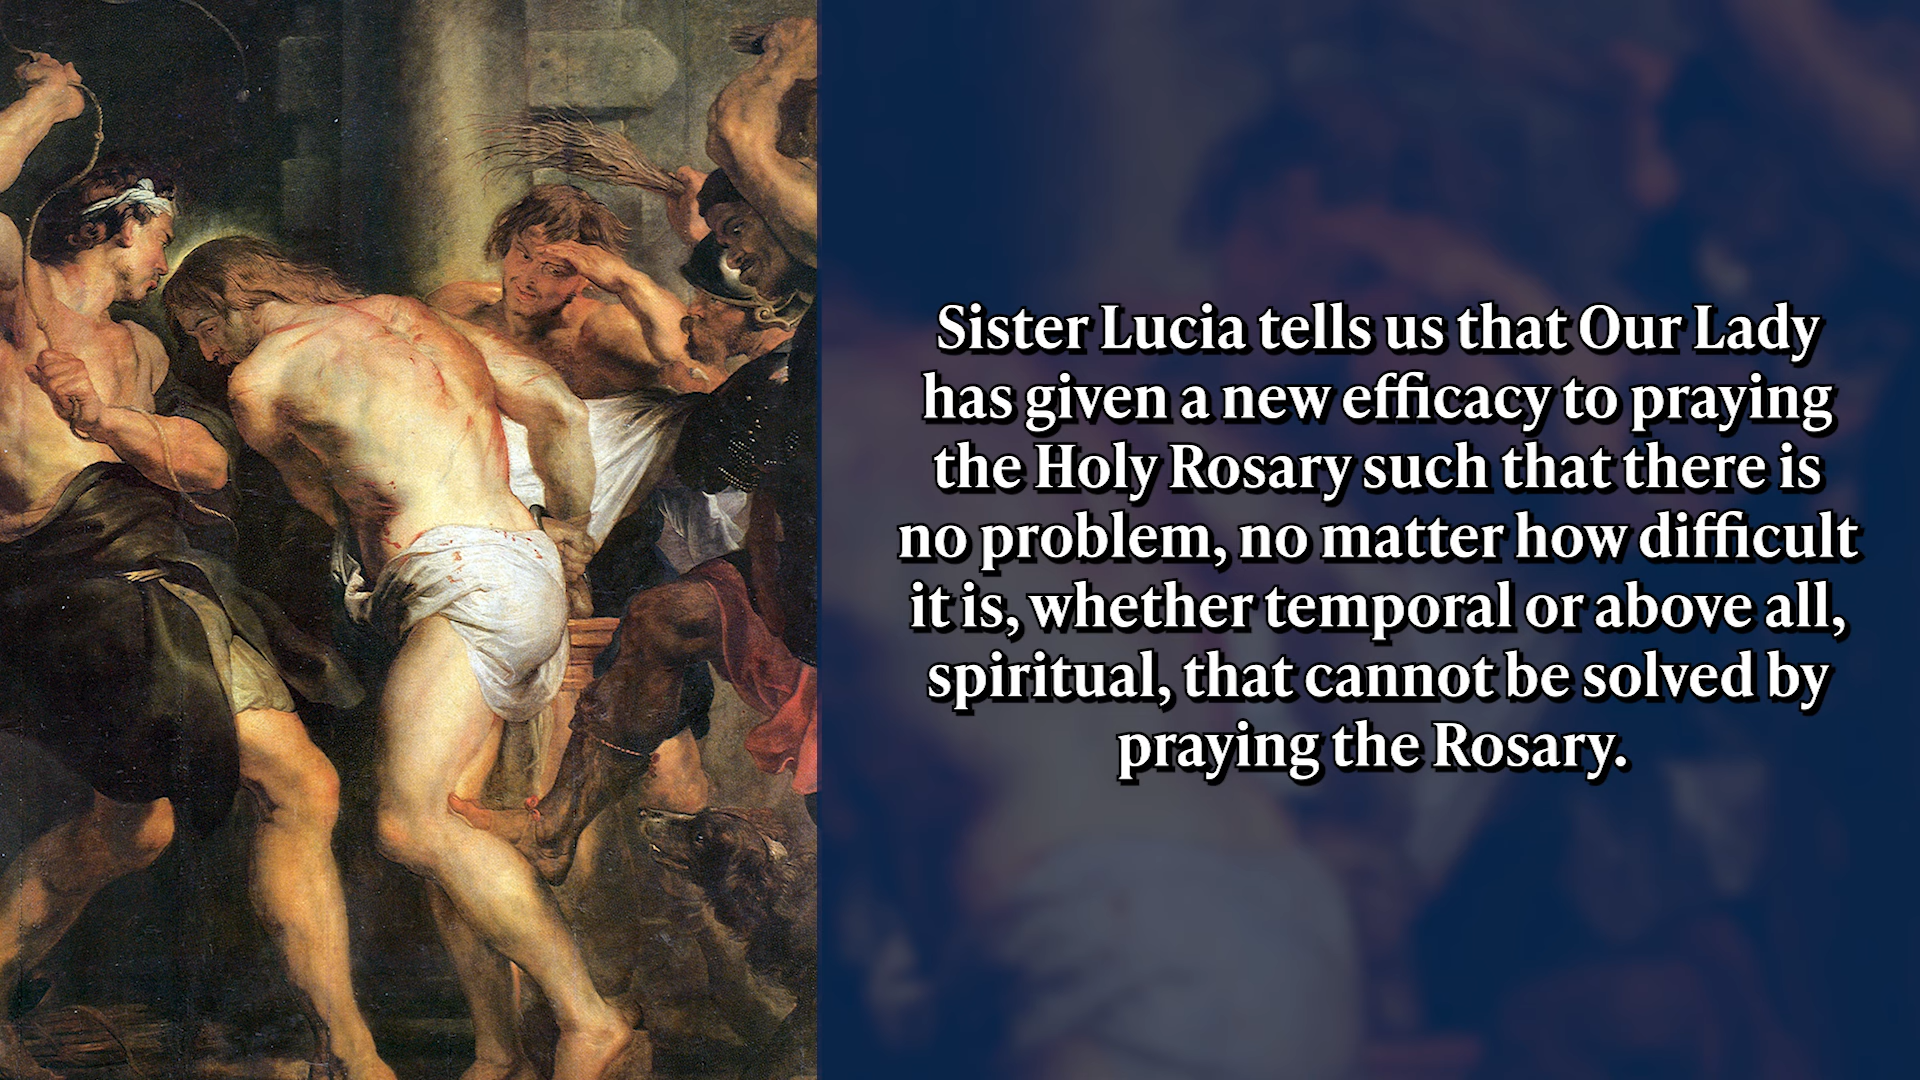 Sister Lucia tells us that Our Lady
has given a new efficacy to praying
the Holy Rosary such that there is
no problem, no matter how difficult
it is, whether temporal or above all,
spiritual, that cannot be solved by
praying the Rosary.